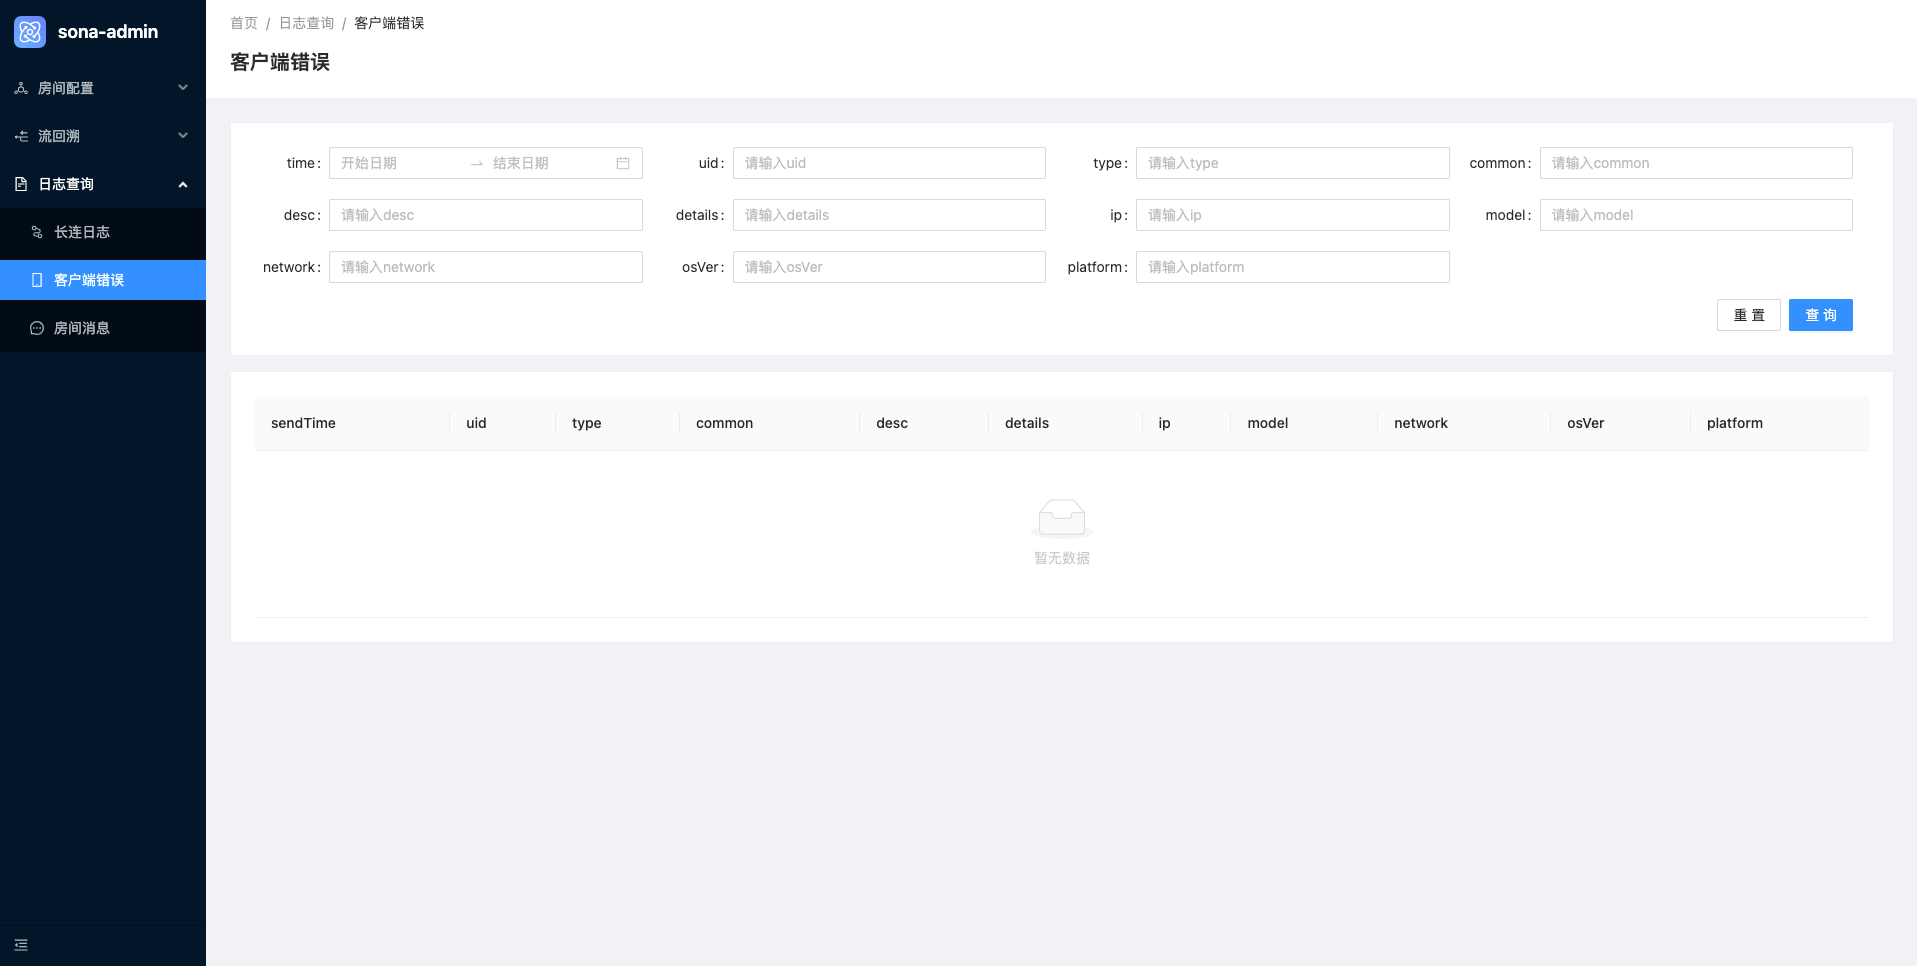 sona-admin
房间配置
流回溯
日志查询
长连日志
客户端错误
房间消息
首页 / 日志查询 / 客户端错误
客户端错误
time: 开始日期 → 结束日期 uid: 请输入uid type: 请输入type common: 请输入common
desc: 请输入desc details: 请输入details ip: 请输入ip model: 请输入model
network: 请输入network osVer: 请输入osVer platform: 请输入platform
重 置 查 询
sendTime uid type common desc details ip model network osVer platform
暂无数据